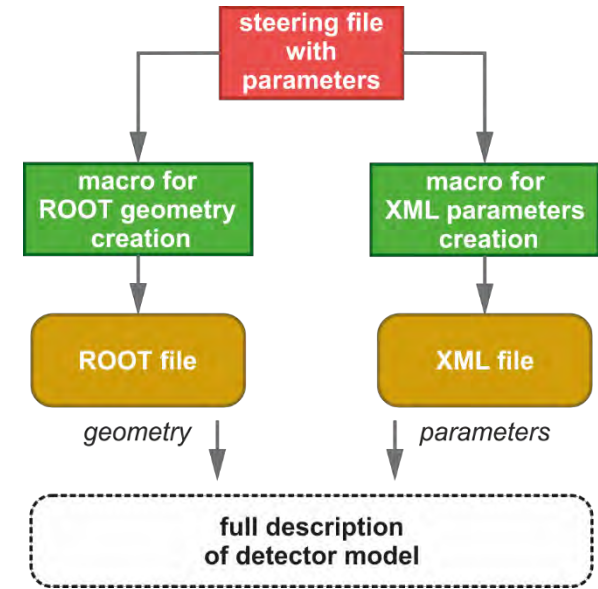 steering file
with
parameters
macro for
ROOT geometry
creation
macro for
XML parameters
creation
ROOT file
XML file
geometry
parameters
full description
of detector model